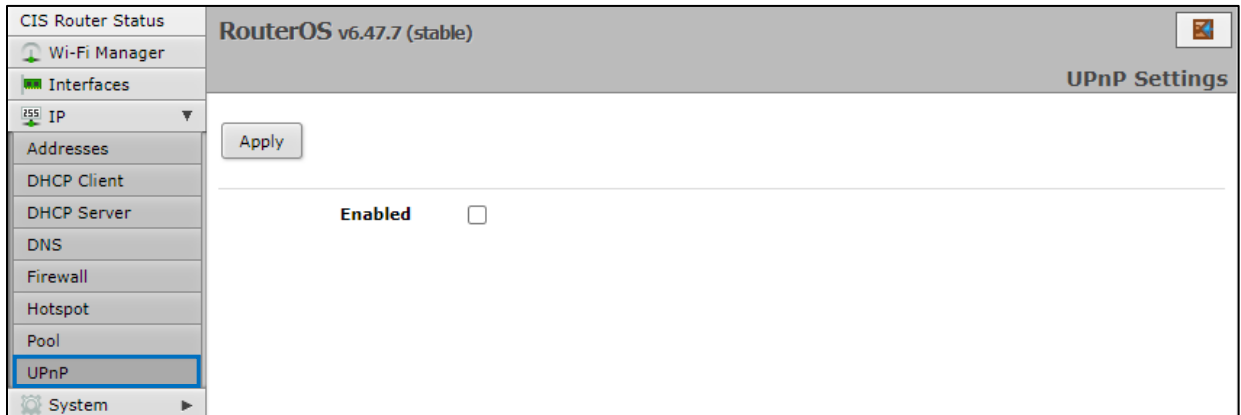 CIS Router Status
Wi-Fi Manager
Interfaces
255 IP
Addresses
DHCP Client
DHCP Server
DNS
Firewall
Hotspot
Pool
UPnP
System
RouterOS v6.47.7 (stable)
UPnP Settings
Apply
Enabled